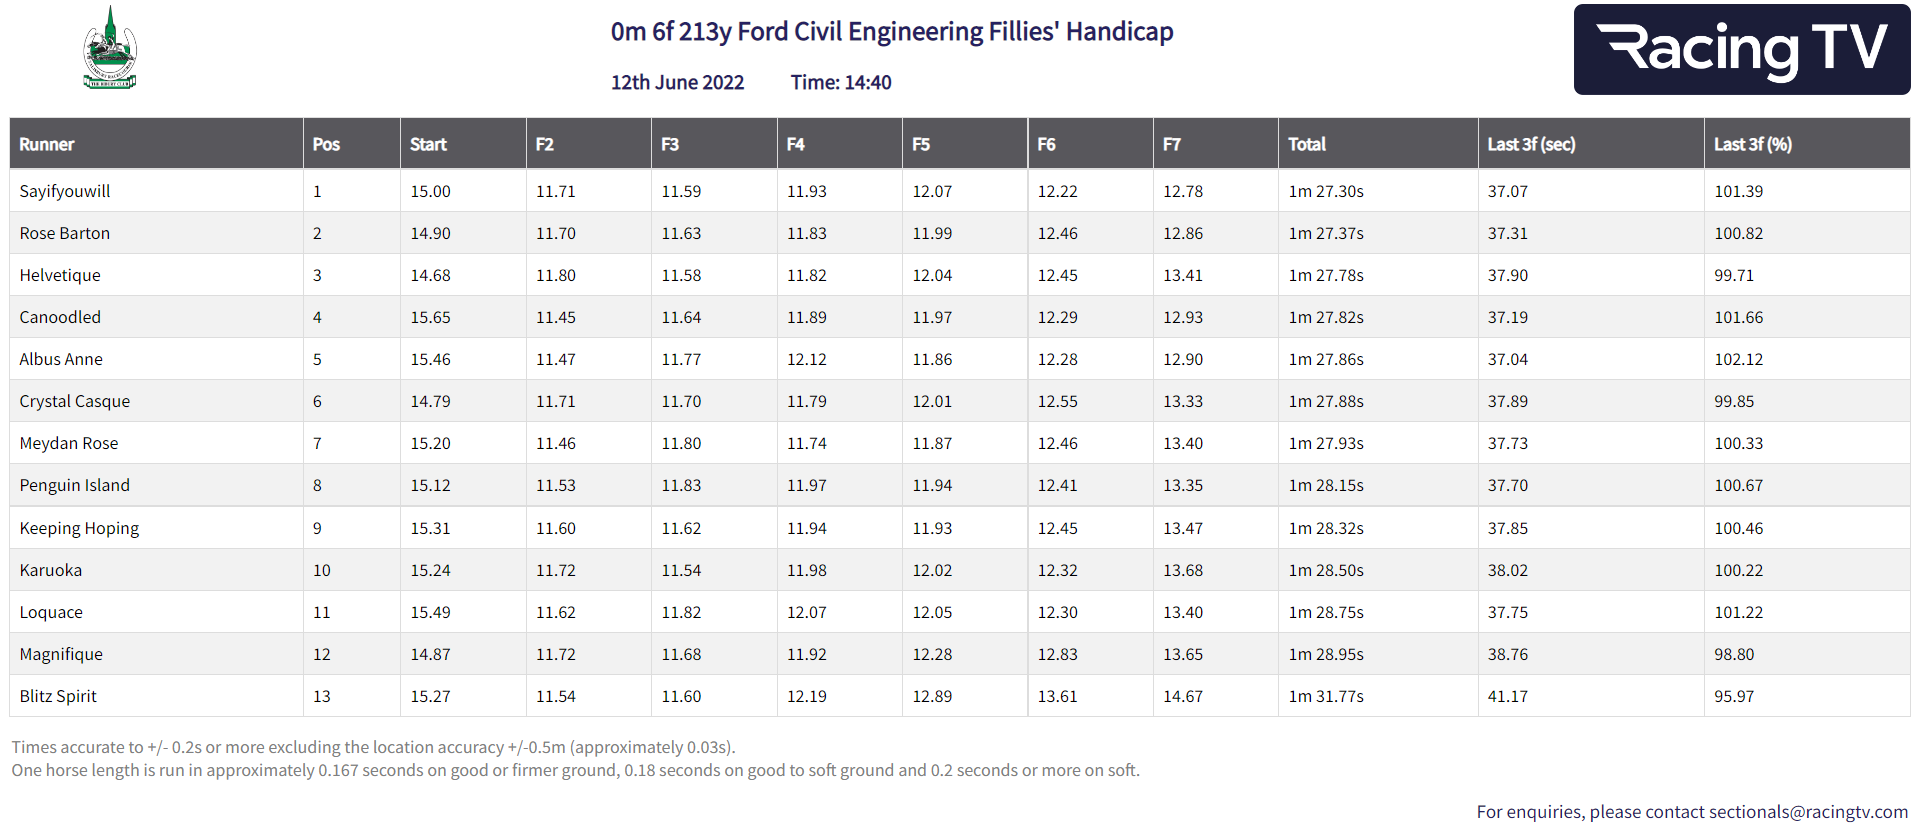 0m 6f 213y Ford Civil Engineering Fillies' Handicap
12th June 2022 Time: 14:40
Racing TV
THE BIBURY CLUB
Runner Pos Start F2 F3 F4 F5 F6 F7 Total Last 3f (sec) Last 3f (%)
Sayifyouwill 1 15.00 11.71 11.59 11.93 12.07 12.22 12.78 1m 27.30s 37.07 101.39
Rose Barton 2 14.90 11.70 11.63 11.83 11.99 12.46 12.86 1m 27.37s 37.31 100.82
Helvetique 3 14.68 11.80 11.58 11.82 12.04 12.45 13.41 1m 27.78s 37.90 99.71
Canoodled 4 15.65 11.45 11.64 11.89 11.97 12.29 12.93 1m 27.82s 37.19 101.66
Albus Anne 5 15.46 11.47 11.77 12.12 11.86 12.28 12.90 1m 27.86s 37.04 102.12
Crystal Casque 6 14.79 11.71 11.70 11.79 12.01 12.55 13.33 1m 27.88s 37.89 99.85
Meydan Rose 7 15.20 11.46 11.80 11.74 11.87 12.46 13.40 1m 27.93s 37.73 100.33
Penguin Island 8 15.12 11.53 11.83 11.97 11.94 12.41 13.35 1m 28.15s 37.70 100.67
Keeping Hoping 9 15.31 11.60 11.62 11.94 11.93 12.45 13.47 1m 28.32s 37.85 100.46
Karuoka 10 15.24 11.72 11.54 11.98 12.02 12.32 13.68 1m 28.50s 38.02 100.22
Loquace 11 15.49 11.62 11.82 12.07 12.05 12.30 13.40 1m 28.75s 37.75 101.22
Magnifique 12 14.87 11.72 11.68 11.92 12.28 12.83 13.65 1m 28.95s 38.76 98.80
Blitz Spirit 13 15.27 11.54 11.60 12.19 12.89 13.61 14.67 1m 31.77s 41.17 95.97
Times accurate to +/- 0.2s or more excluding the location accuracy +/-0.5m (approximately 0.03s).
One horse length is run in approximately 0.167 seconds on good or firmer ground, 0.18 seconds on good to soft ground and 0.2 seconds or more on soft.
For enquiries, please contact sectionals@racingtv.com